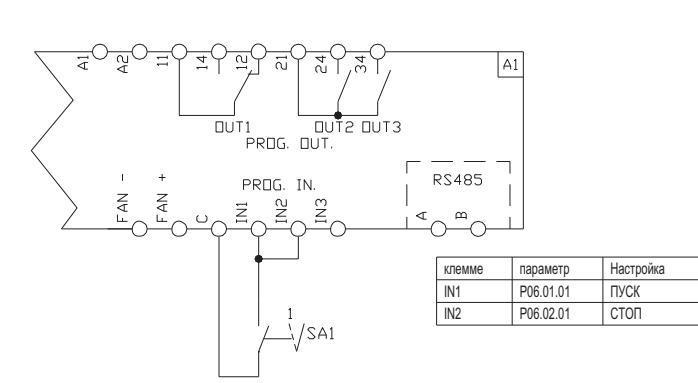 A1 A2 11 14 12 21 24 34
A1
OUT1 OUT2 OUT3
PROG. OUT.
PROG. IN.
RS485
FAN - FAN + C IN1 IN2 IN3 A B
1
SA1
клемме параметр Настройка
IN1 P06.01.01 ПУСК
IN2 P06.02.01 СТОП